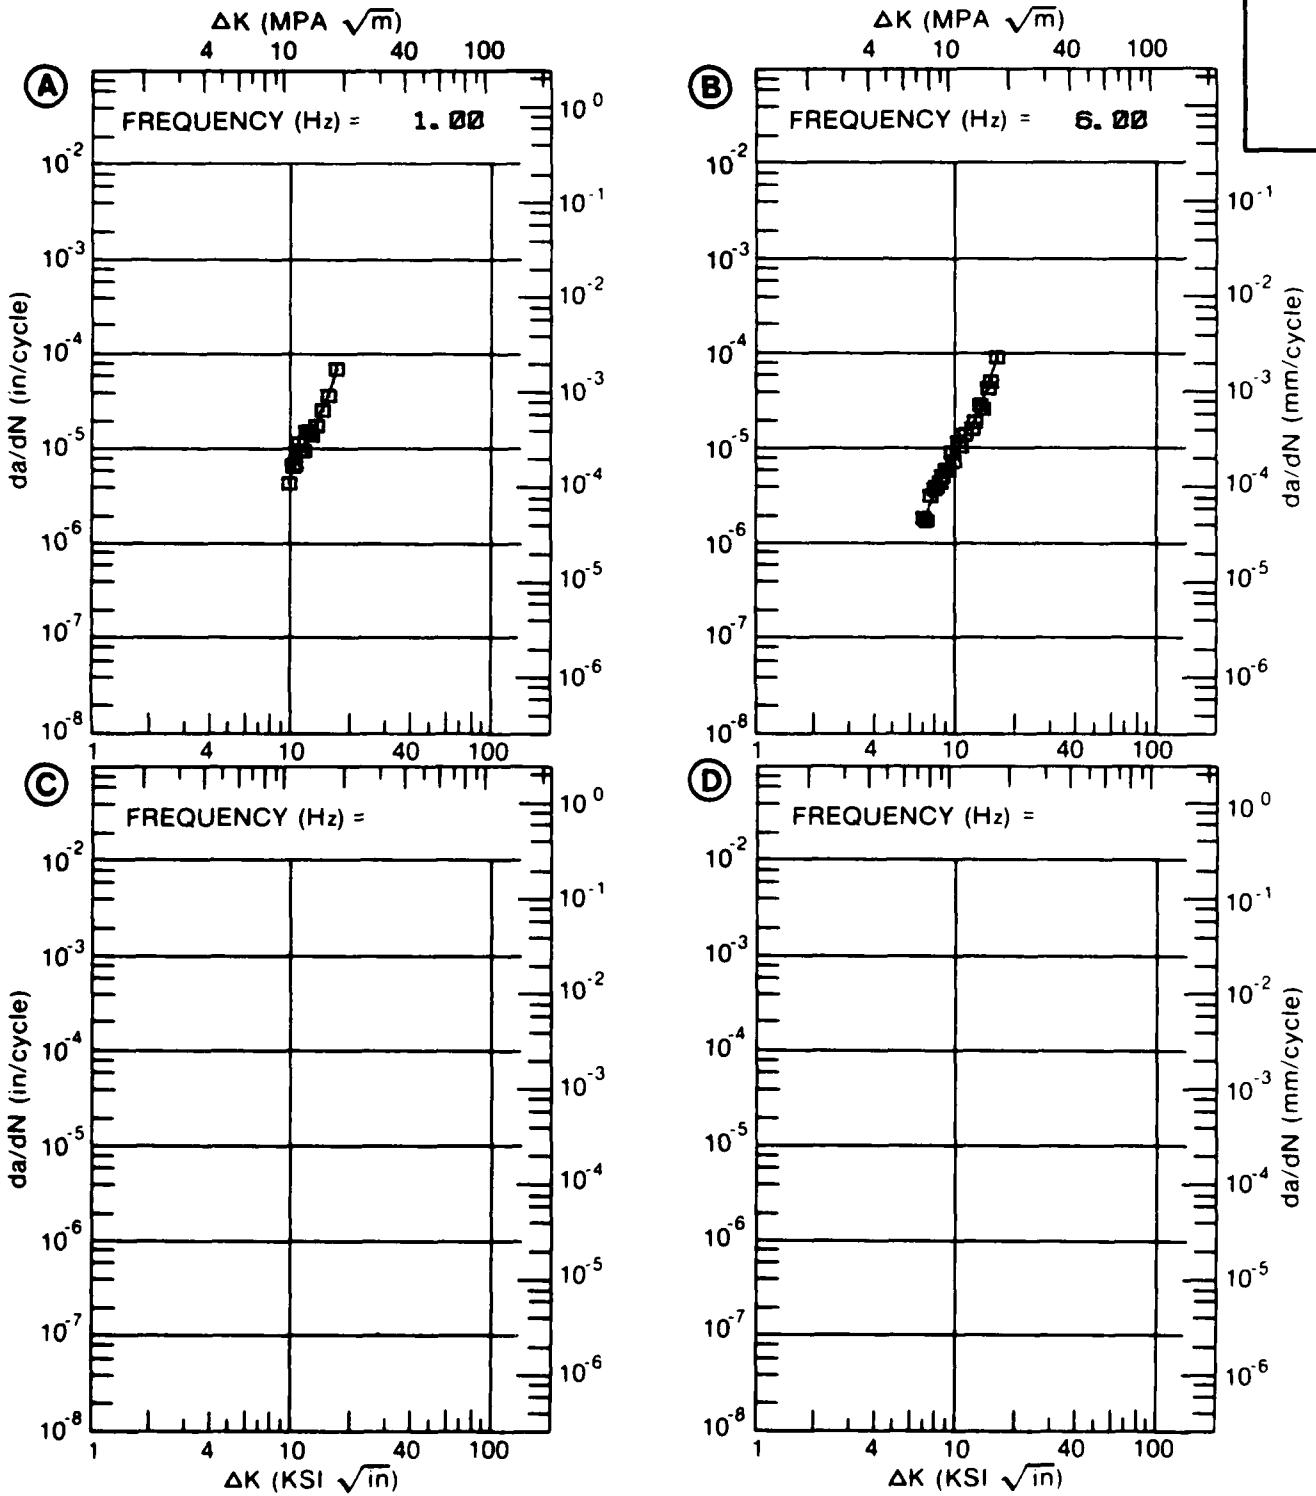 ΔK (MPA √m) ΔK (MPA √m)
4 10 40 100 4 10 40 100
A B
FREQUENCY (Hz) = 1.00 FREQUENCY (Hz) = 6.00
10^0
10^-2 10^-2
10^-1 10^-1
10^-3 10^-3
10^-2 10^-2
10^-4 10^-4
10^-3 10^-3
10^-5 10^-5
10^-4 10^-4
10^-6 10^-6
10^-5 10^-5
10^-7 10^-7
10^-6 10^-6
10^-8 10^-8
da/dN (in/cycle) da/dN (mm/cycle)
1 4 10 40 100 1 4 10 40 100
C D
FREQUENCY (Hz) = FREQUENCY (Hz) =
10^0 10^0
10^-2 10^-2
10^-1 10^-1
10^-3 10^-3
10^-2 10^-2
10^-4 10^-4
10^-3 10^-3
10^-5 10^-5
10^-4 10^-4
10^-6 10^-6
10^-5 10^-5
10^-7 10^-7
10^-6 10^-6
10^-8 10^-8
da/dN (in/cycle) da/dN (mm/cycle)
1 4 10 40 100 1 4 10 40 100
ΔK (KSI √in) ΔK (KSI √in)